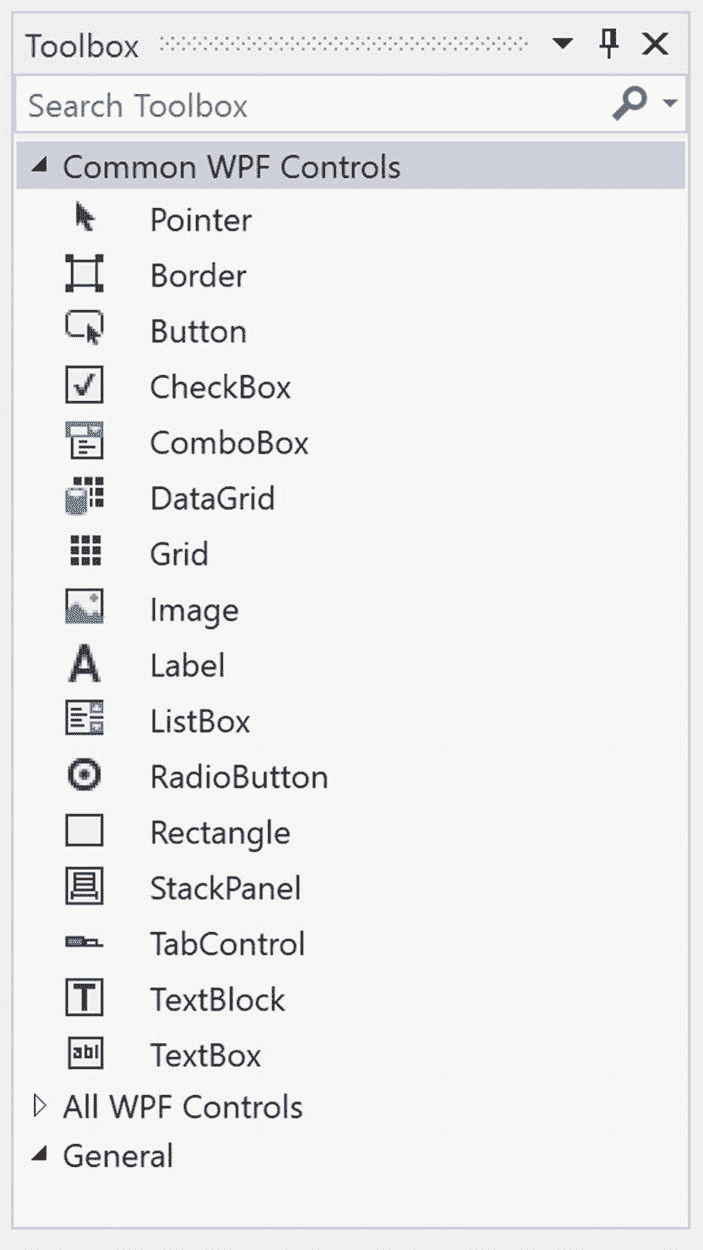 Toolbox
Search Toolbox
Common WPF Controls
Pointer
Border
Button
CheckBox
ComboBox
DataGrid
Grid
Image
A Label
ListBox
RadioButton
Rectangle
StackPanel
TabControl
T TextBlock
abl TextBox
All WPF Controls
General